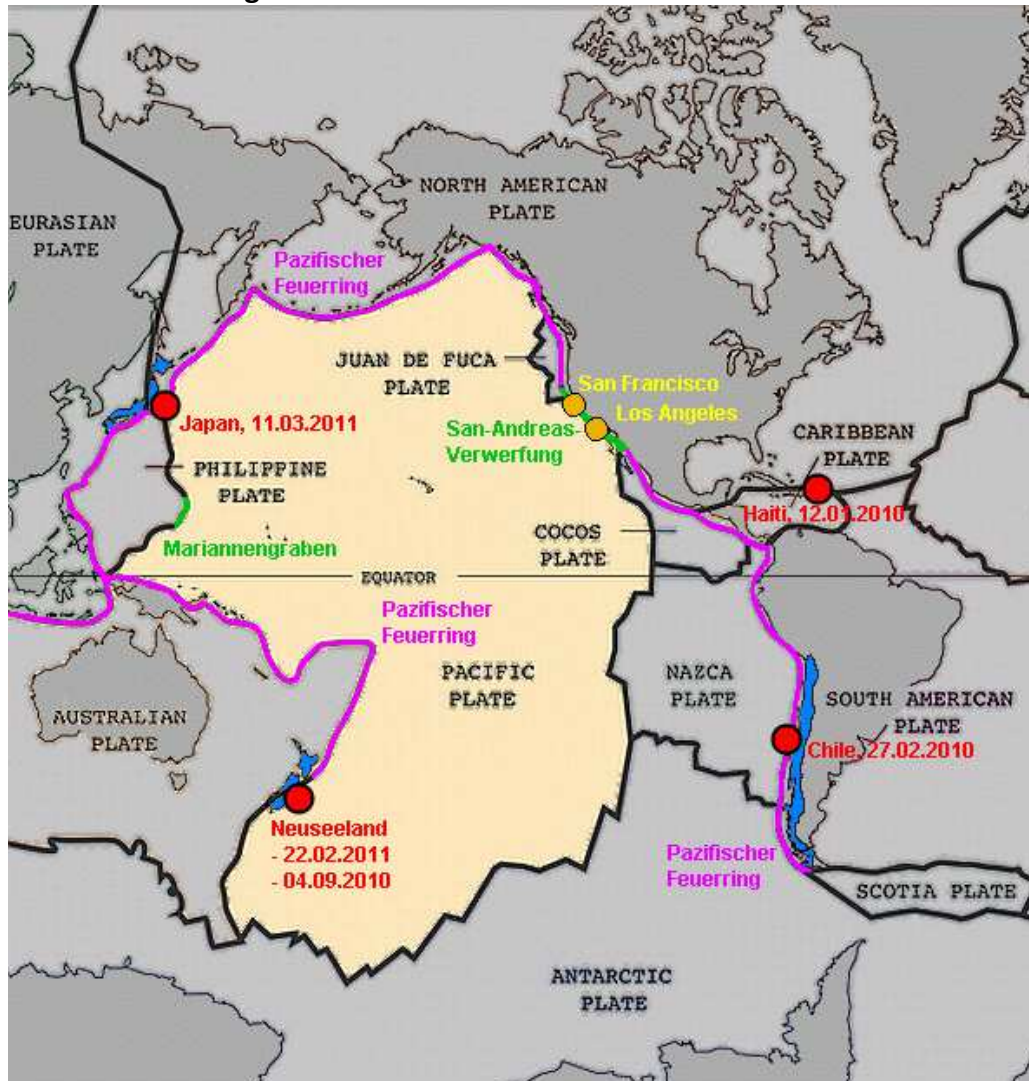 NORTH AMERICAN
PLATE
EURASIAN
PLATE
Pazifischer
Feuerring
JUAN DE FUCA
PLATE
San Francisco
Los Angeles
San-Andreas-
Verwerfung
Japan, 11.03.2011
CARIBBEAN
PLATE
PHILIPPINE
PLATE
Haiti, 12.01.2010
COCOS
PLATE
Mariannengraben
EQUATOR
Pazifischer
Feuerring
PACIFIC
PLATE
NAZCA
PLATE
SOUTH AMERICAN
PLATE
AUSTRALIAN
PLATE
Chile, 27.02.2010
Neuseeland
- 22.02.2011
- 04.09.2010
Pazifischer
Feuerring
SCOTIA PLATE
ANTARCTIC
PLATE